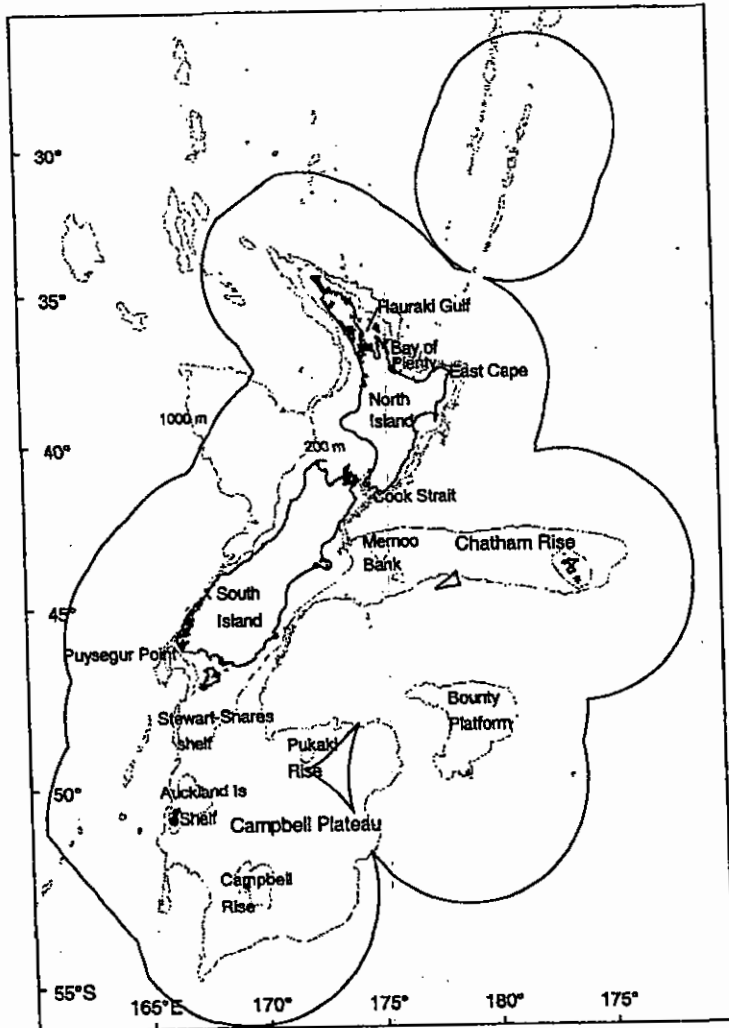 30°
35°
Hauraki Gulf
Bay of
Plenty
East Cape
North
Island
1000 m
200 m
40°
Cook Strait
Mernoo
Bank
Chatham Rise
South
Island
45°
Puysegur Point
Bounty
Platform
Stewart-Snares
shelf
Pukaki
Rise
50°
Auckland Is
Shelf
Campbell Plateau
Campbell
Rise
55°S
165°E
170°
175°
180°
175°